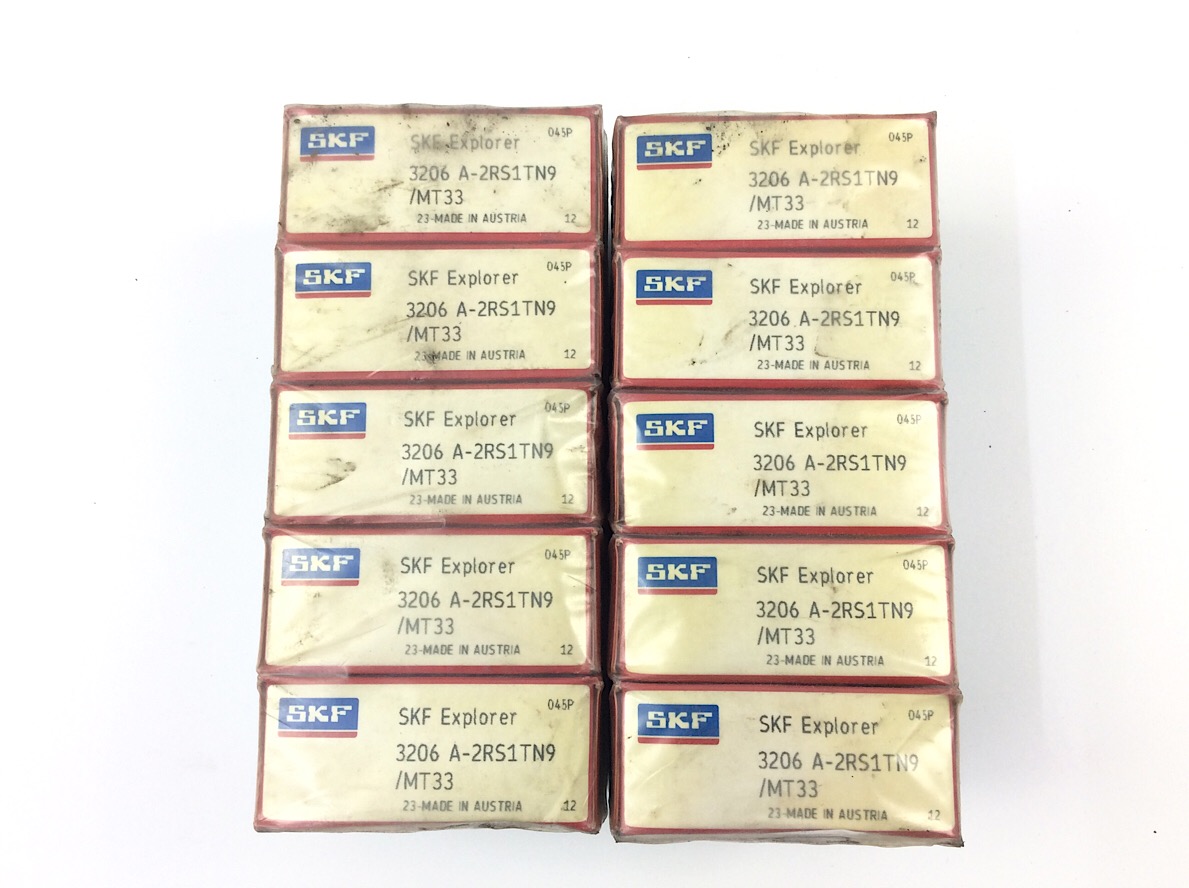 SKF
SKF Explorer
045P
3206 A-2RS1TN9
/MT33
23-MADE IN AUSTRIA
12
SKF
SKF Explorer
045P
3206 A-2RS1TN9
/MT33
23-MADE IN AUSTRIA
12
SKF
SKF Explorer
045P
3206 A-2RS1TN9
/MT33
23-MADE IN AUSTRIA
12
SKF
SKF Explorer
045P
3206 A-2RS1TN9
/MT33
23-MADE IN AUSTRIA
12
SKF
SKF Explorer
045P
3206 A-2RS1TN9
/MT33
23-MADE IN AUSTRIA
12
SKF
SKF Explorer
045P
3206 A-2RS1TN9
/MT33
23-MADE IN AUSTRIA
12
SKF
SKF Explorer
045P
3206 A-2RS1TN9
/MT33
23-MADE IN AUSTRIA
12
SKF
SKF Explorer
045P
3206 A-2RS1TN9
/MT33
23-MADE IN AUSTRIA
12
SKF
SKF Explorer
045P
3206 A-2RS1TN9
/MT33
23-MADE IN AUSTRIA
12
SKF
SKF Explorer
045P
3206 A-2RS1TN9
/MT33
23-MADE IN AUSTRIA
12